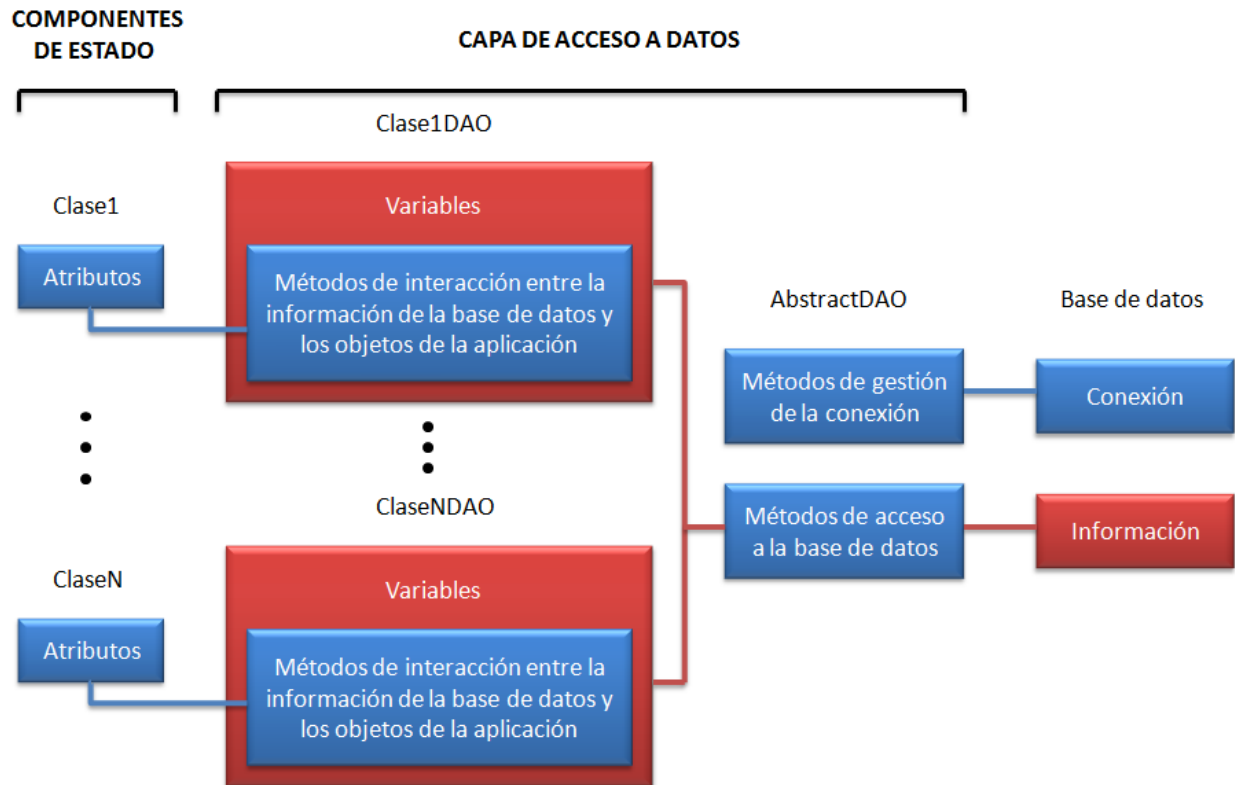 COMPONENTES
DE ESTADO
CAPA DE ACCESO A DATOS
Clase1DAO
Clase1
Variables
Atributos
Métodos de interacción entre la
información de la base de datos y
los objetos de la aplicación
AbstractDAO
Base de datos
Métodos de gestión
de la conexión
Conexión
ClaseNDAO
Métodos de acceso
a la base de datos
Información
ClaseN
Variables
Atributos
Métodos de interacción entre la
información de la base de datos y
los objetos de la aplicación